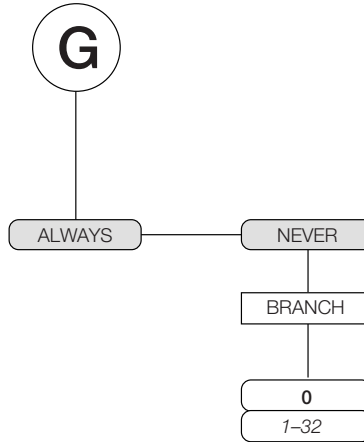 G
ALWAYS
NEVER
BRANCH
0
1–32